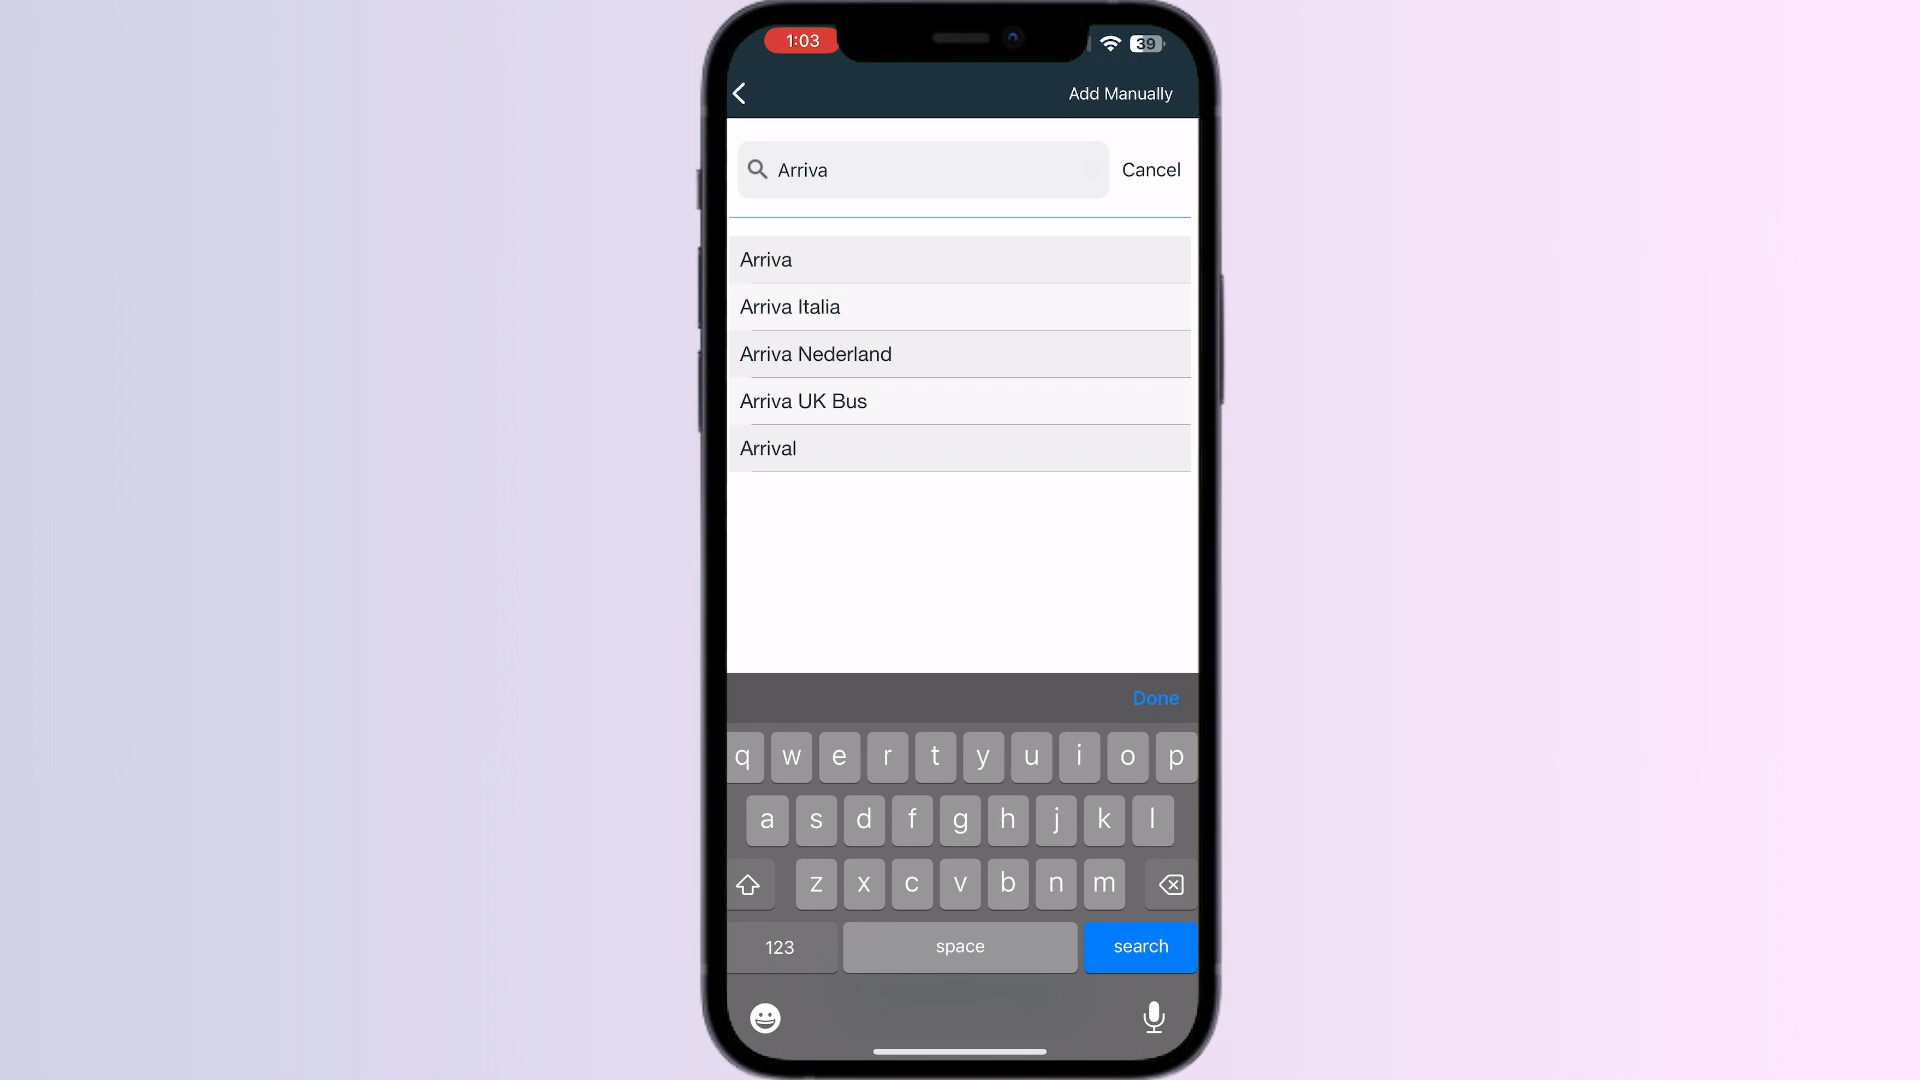 1:03
39
Add Manually
Arriva
Cancel
Arriva
Arriva Italia
Arriva Nederland
Arriva UK Bus
Arrival
Done
q w e r t y u i o p
a s d f g h j k l
z x c v b n m
123 space search